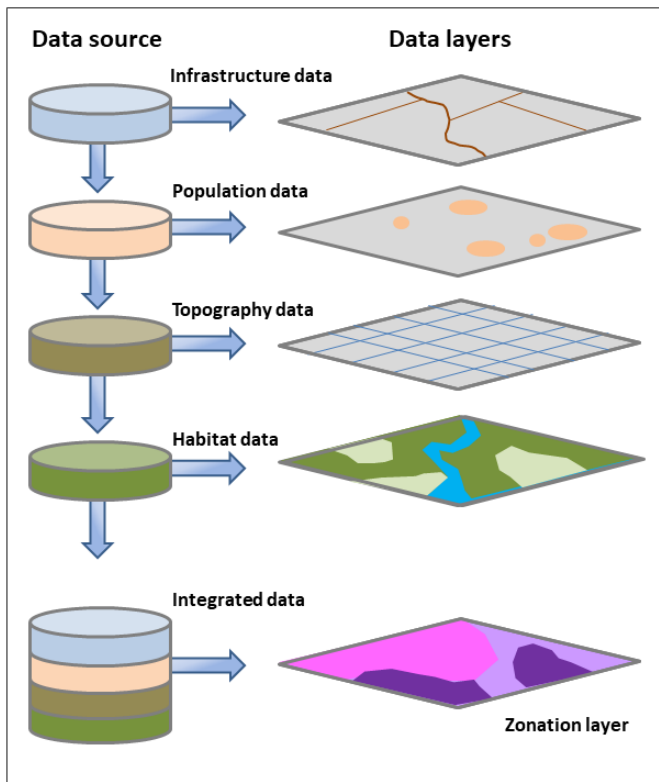 Data source
Data layers
Infrastructure data
Population data
Topography data
Habitat data
Integrated data
Zonation layer